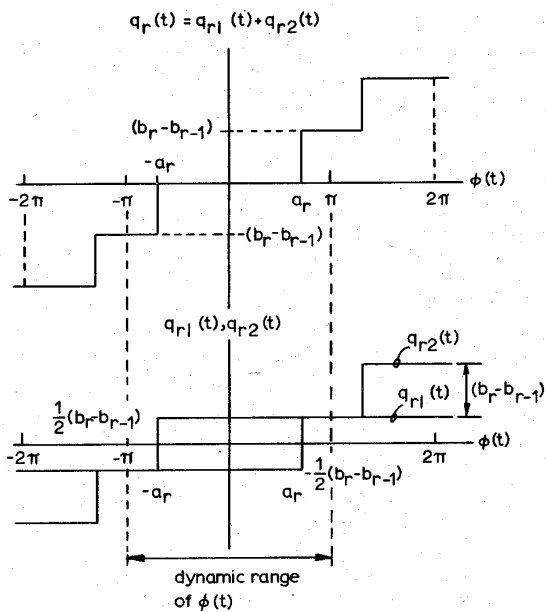 q_r(t) = q_r1(t) + q_r2(t)
(b_r-b_r-1)
-a_r
-2π -π a_r π 2π φ(t)
-(b_r-b_r-1)
q_r1(t), q_r2(t)
q_r2(t)
q_r1(t)
(b_r-b_r-1)
1/2(b_r-b_r-1)
φ(t)
-2π -π 2π
-a_r a_r -1/2(b_r-b_r-1)
dynamic range
of φ(t)